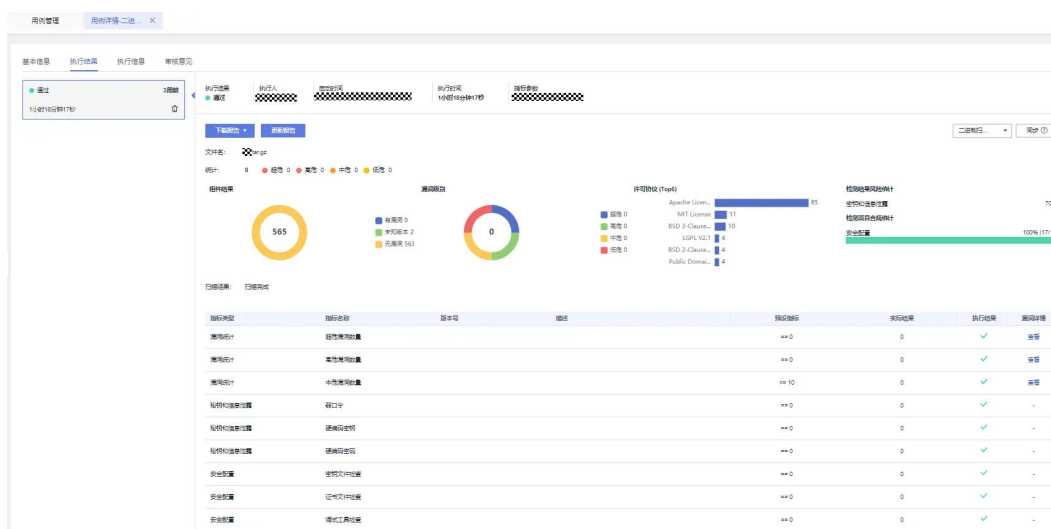 用例管理 用例详情-二进... ×
基本信息 执行结果 执行信息 审核意见
通过 3周前
1小时18分钟17秒
执行结果 执行人 启动时间 执行时间 指标参数
通过 1小时18分钟17秒
下载报告 更新报告 二进制扫... 同步
文件名: tar.gz
统计: 0 超危 0 高危 0 中危 0 低危 0
组件结果 漏洞级别 许可协议 (Top6) 检测结果风险统计
565
有漏洞 0
未知版本 2
无漏洞 563
0
超危 0
高危 0
中危 0
低危 0
Apache Licen... 85
MIT License 11
BSD 3-Clause... 10
LGPL V2.1 4
BSD 2-Clause... 4
Public Domai... 4
密钥和信息泄露 70
检测项目合规统计
安全配置 100% (17/
扫描结果: 扫描完成
指标类型 指标名称 版本号 描述 预设指标 实际结果 执行结果 漏洞详情
漏洞统计 超危漏洞数量 == 0 0 查看
漏洞统计 高危漏洞数量 == 0 0 查看
漏洞统计 中危漏洞数量 <= 10 0 查看
私钥和信息泄露 弱口令 == 0 0 -
私钥和信息泄露 硬编码密钥 == 0 0 -
私钥和信息泄露 硬编码密码 == 0 0 -
安全配置 密钥文件检查 == 0 0 -
安全配置 证书文件检查 == 0 0 -
安全配置 调试工具检查 == 0 0 -